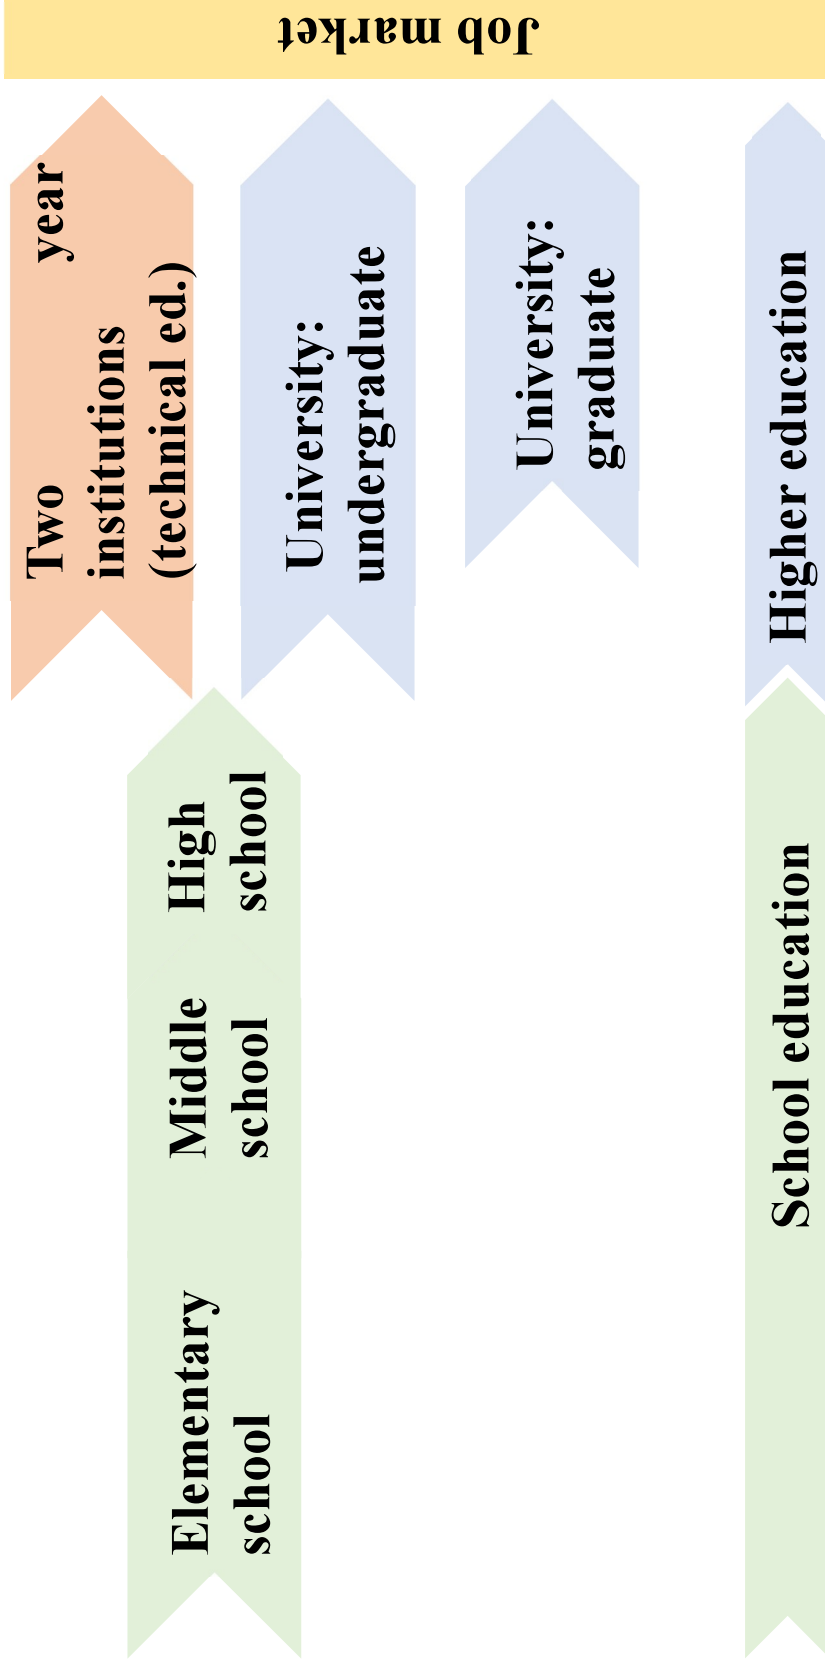 Two year
institutions
(technical ed.)
Elementary
school
Middle
school
High
school
University:
undergraduate
University:
graduate
School education
Higher education
Job market